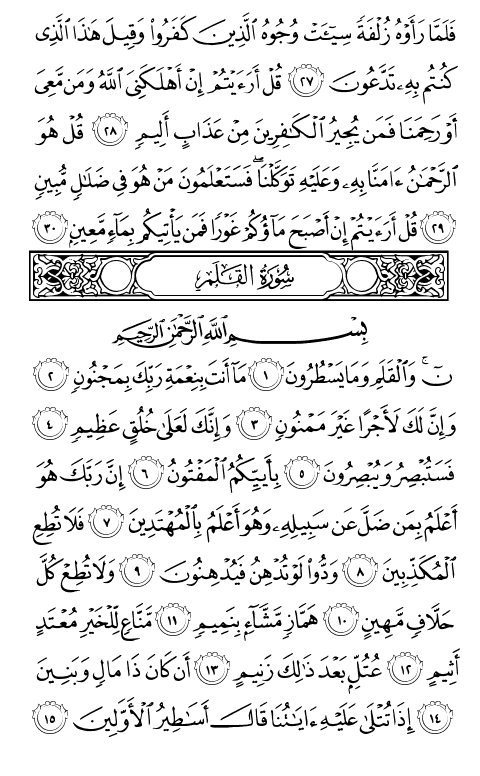 فَلَمَّا رَأَوْهُ زُلْفَةً سِيٓـَٔتْ وُجُوهُ ٱلَّذِينَ كَفَرُوا۟ وَقِيلَ هَٰذَا ٱلَّذِى
كُنتُم بِهِۦ تَدَّعُونَ ٢٧ قُلْ أَرَءَيْتُمْ إِنْ أَهْلَكَنِىَ ٱللَّهُ وَمَن مَّعِىَ
أَوْ رَحِمَنَا فَمَن يُجِيرُ ٱلْكَٰفِرِينَ مِنْ عَذَابٍ أَلِيمٍ ٢٨ قُلْ هُوَ
ٱلرَّحْمَٰنُ ءَامَنَّا بِهِۦ وَعَلَيْهِ تَوَكَّلْنَا ۖ فَسَتَعْلَمُونَ مَنْ هُوَ فِى ضَلَٰلٍ مُّبِينٍ
٢٩ قُلْ أَرَءَيْتُمْ إِنْ أَصْبَحَ مَآؤُكُمْ غَوْرًا فَمَن يَأْتِيكُم بِمَآءٍ مَّعِينٍۭ ٣٠
سُورَةُ القَلَمِ
بِسْمِ ٱللَّهِ ٱلرَّحْمَٰنِ ٱلرَّحِيمِ
نٓ ۚ وَٱلْقَلَمِ وَمَا يَسْطُرُونَ ١ مَآ أَنتَ بِنِعْمَةِ رَبِّكَ بِمَجْنُونٍ ٢
وَإِنَّ لَكَ لَأَجْرًا غَيْرَ مَمْنُونٍ ٣ وَإِنَّكَ لَعَلَىٰ خُلُقٍ عَظِيمٍ ٤
فَسَتُبْصِرُ وَيُبْصِرُونَ ٥ بِأَييِّكُمُ ٱلْمَفْتُونُ ٦ إِنَّ رَبَّكَ هُوَ
أَعْلَمُ بِمَن ضَلَّ عَن سَبِيلِهِۦ وَهُوَ أَعْلَمُ بِٱلْمُهْتَدِينَ ٧ فَلَا تُطِعِ
ٱلْمُكَذِّبِينَ ٨ وَدُّوا۟ لَوْ تُدْهِنُ فَيُدْهِنُونَ ٩ وَلَا تُطِعْ كُلَّ
حَلَّافٍ مَّهِينٍ ١٠ هَمَّازٍ مَّشَّآءٍۭ بِنَمِيمٍ ١١ مَّنَّاعٍ لِّلْخَيْرِ مُعْتَدٍ
أَثِيمٍ ١٢ عُتُلٍّۭ بَعْدَ ذَٰلِكَ زَنِيمٍ ١٣ أَن كَانَ ذَا مَالٍ وَبَنِينَ
١٤ إِذَا تُتْلَىٰ عَلَيْهِ ءَايَٰتُنَا قَالَ أَسَٰطِيرُ ٱلْأَوَّلِينَ ١٥